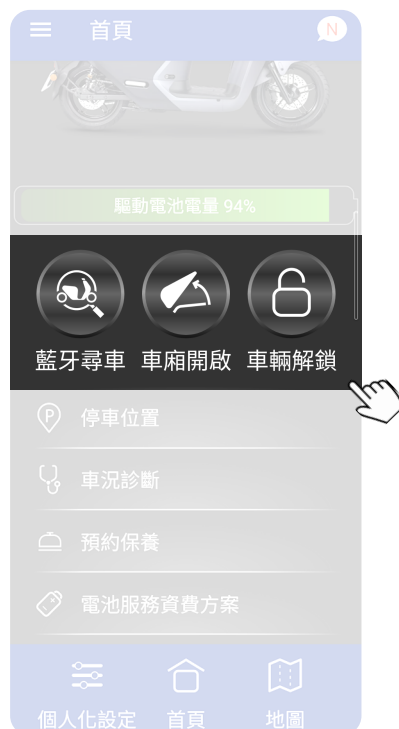 首頁
N
驅動電池電量 94%
藍牙尋車 車廂開啟 車輛解鎖
P 停車位置
車況診斷
預約保養
電池服務資費方案
個人化設定 首頁 地圖